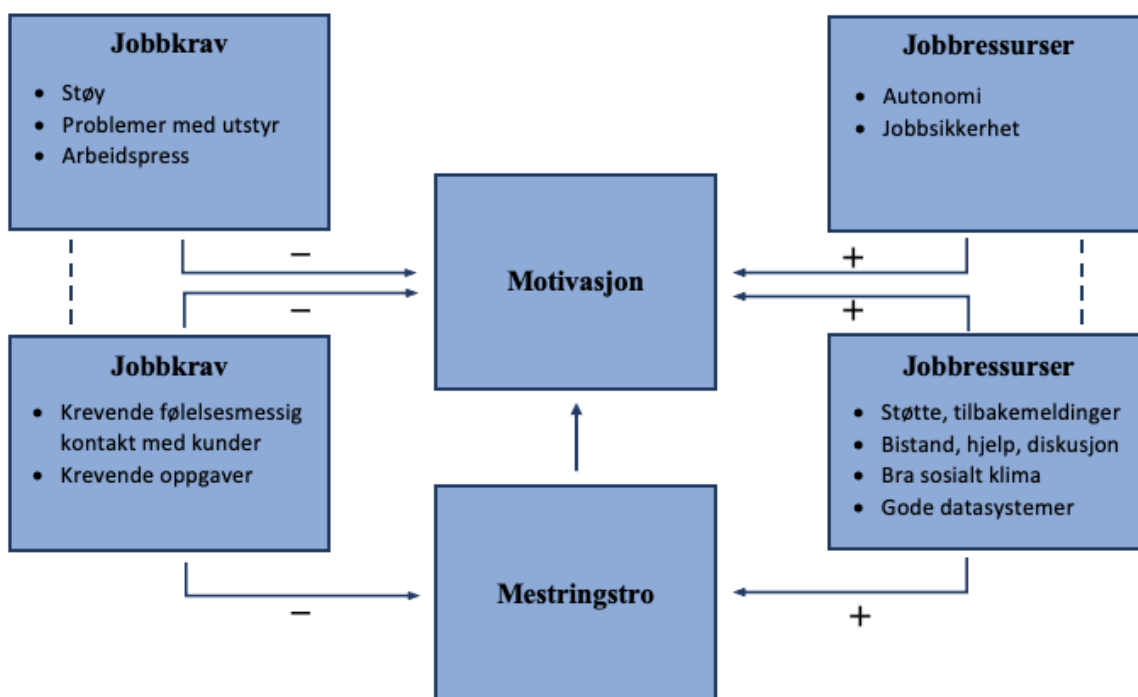 Jobbkrav
• Støy
• Problemer med utstyr
• Arbeidspress
Jobbressurser
• Autonomi
• Jobbsikkerhet
Motivasjon
–
–
+
+
Jobbkrav
• Krevende følelsesmessig
kontakt med kunder
• Krevende oppgaver
Jobbressurser
• Støtte, tilbakemeldinger
• Bistand, hjelp, diskusjon
• Bra sosialt klima
• Gode datasystemer
Mestringstro
–
+